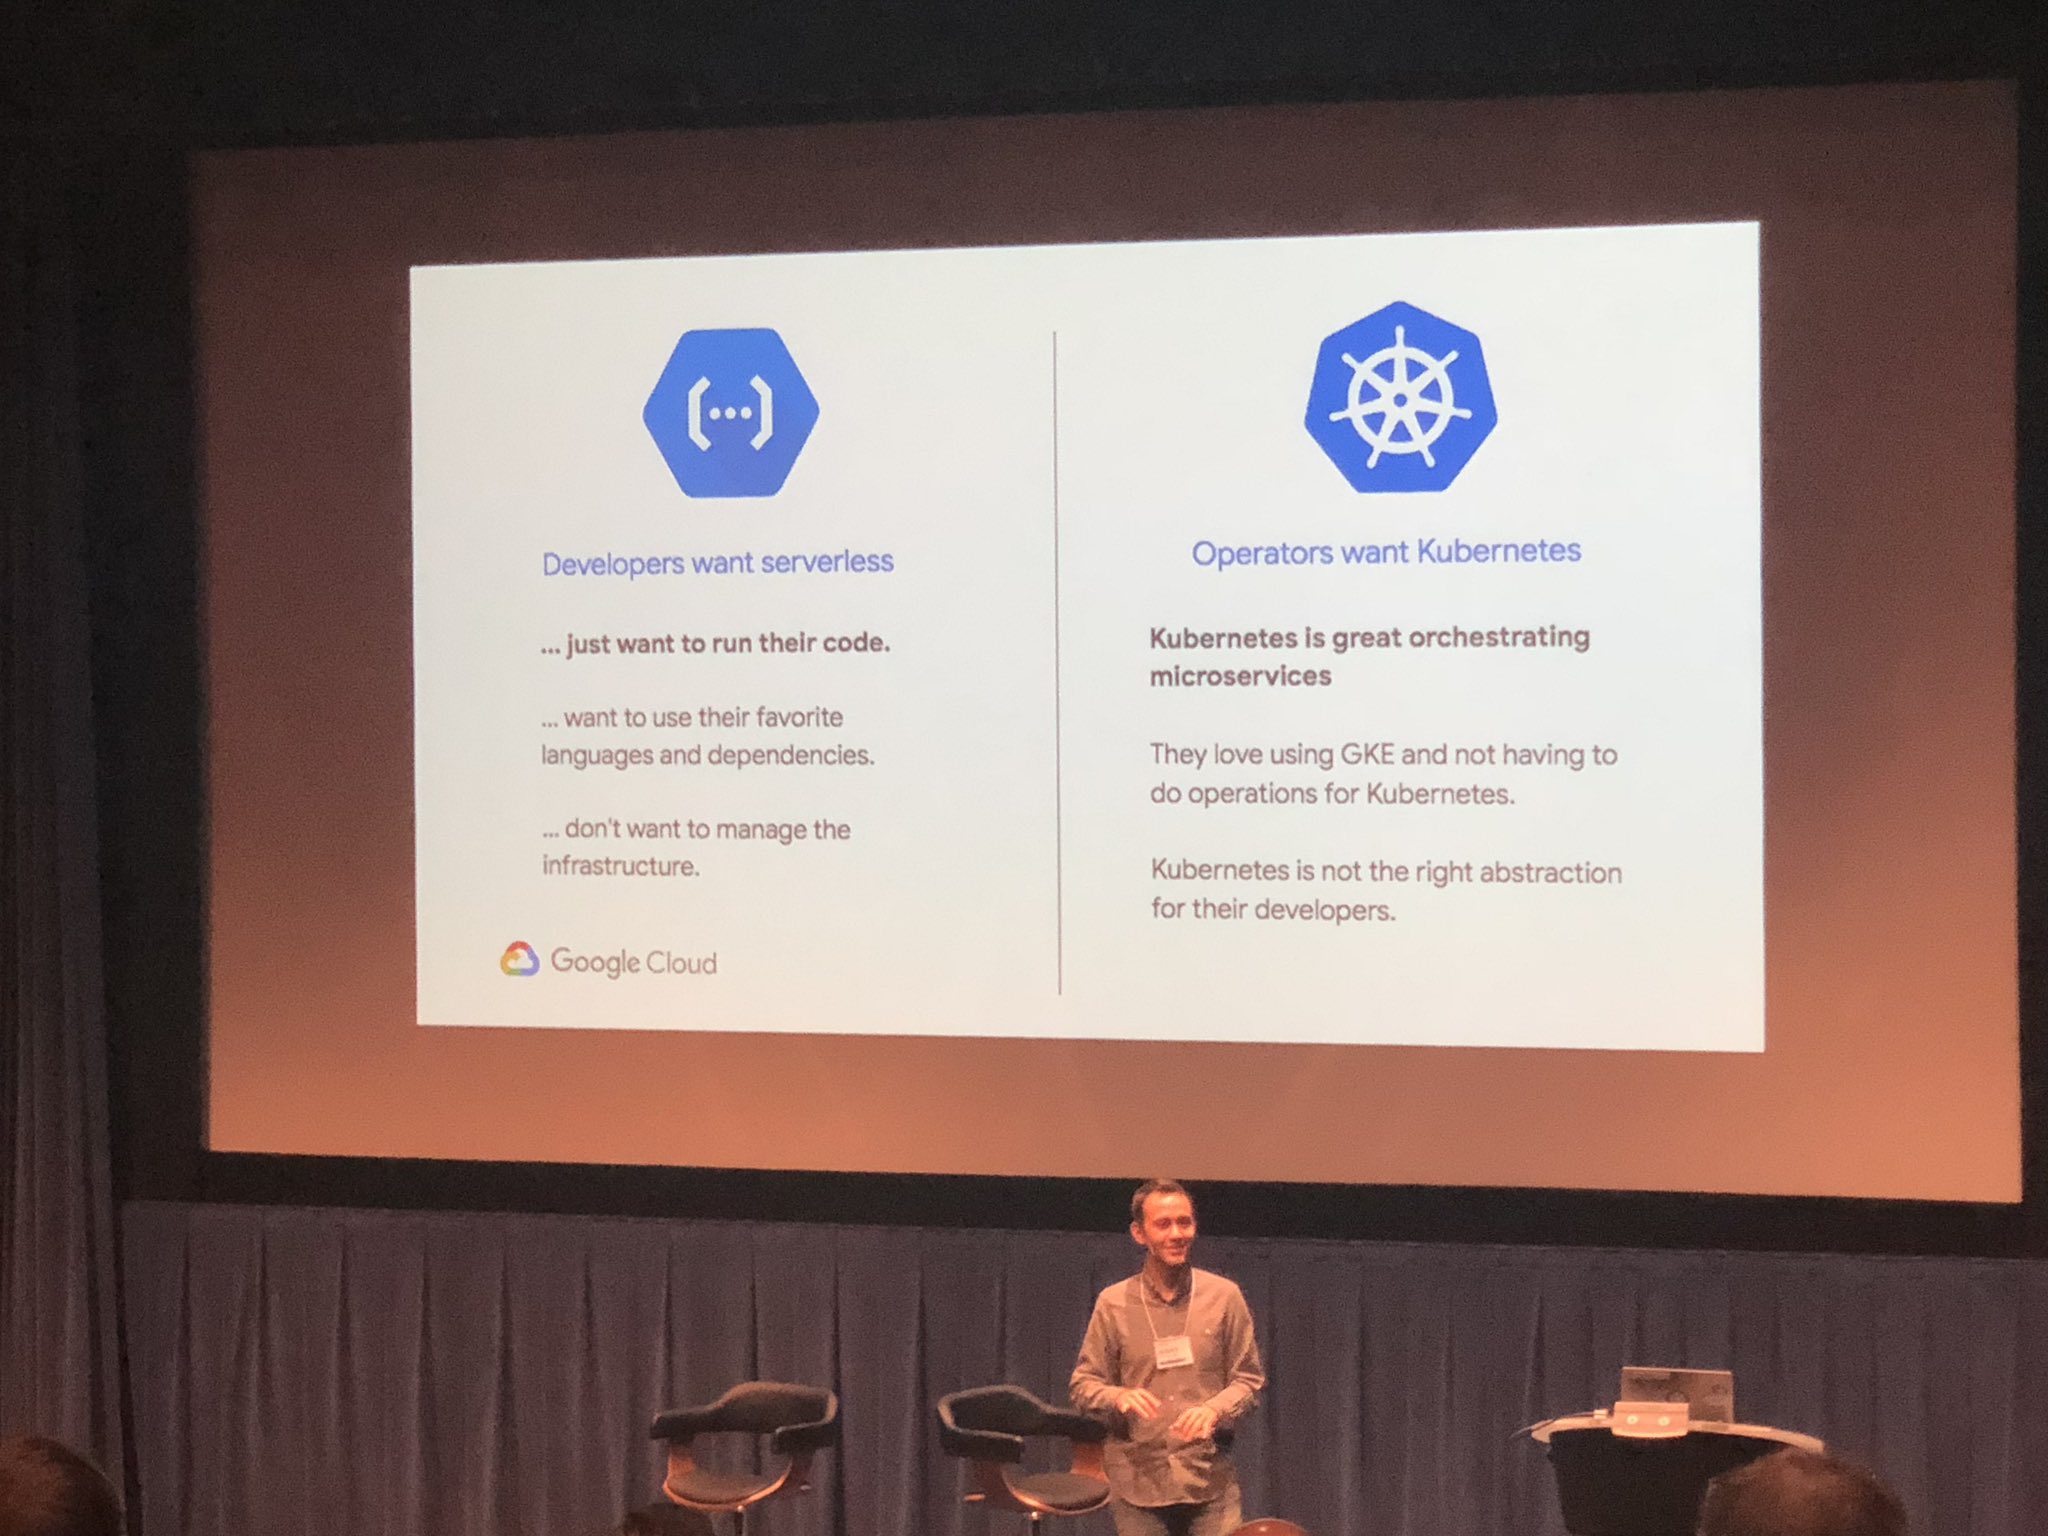 Developers want serverless
... just want to run their code.
... want to use their favorite
languages and dependencies.
... don't want to manage the
infrastructure.
Google Cloud
Operators want Kubernetes
Kubernetes is great orchestrating
microservices
They love using GKE and not having to
do operations for Kubernetes.
Kubernetes is not the right abstraction
for their developers.